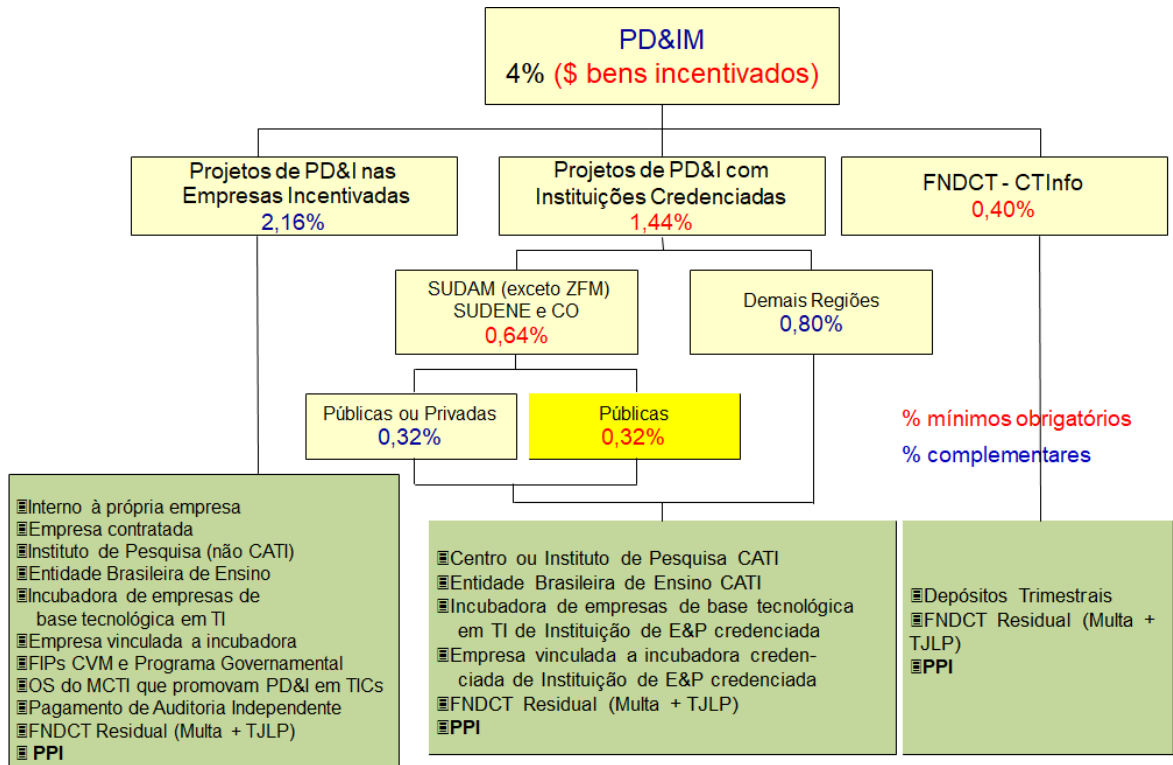 PD&IM
4% ($ bens incentivados)
Projetos de PD&I nas
Empresas Incentivadas
2,16%
Projetos de PD&I com
Instituições Credenciadas
1,44%
FNDCT - CTInfo
0,40%
SUDAM (exceto ZFM)
SUDENE e CO
0,64%
Demais Regiões
0,80%
Públicas ou Privadas
0,32%
Públicas
0,32%
% mínimos obrigatórios
% complementares
Interno à própria empresa
Empresa contratada
Instituto de Pesquisa (não CATI)
Entidade Brasileira de Ensino
Incubadora de empresas de
base tecnológica em TI
Empresa vinculada a incubadora
FIPs CVM e Programa Governamental
OS do MCTI que promovam PD&I em TICs
Pagamento de Auditoria Independente
FNDCT Residual (Multa + TJLP)
PPI
Centro ou Instituto de Pesquisa CATI
Entidade Brasileira de Ensino CATI
Incubadora de empresas de base tecnológica
em TI de Instituição de E&P credenciada
Empresa vinculada a incubadora creden-
ciada de Instituição de E&P credenciada
FNDCT Residual (Multa + TJLP)
PPI
Depósitos Trimestrais
FNDCT Residual (Multa +
TJLP)
PPI